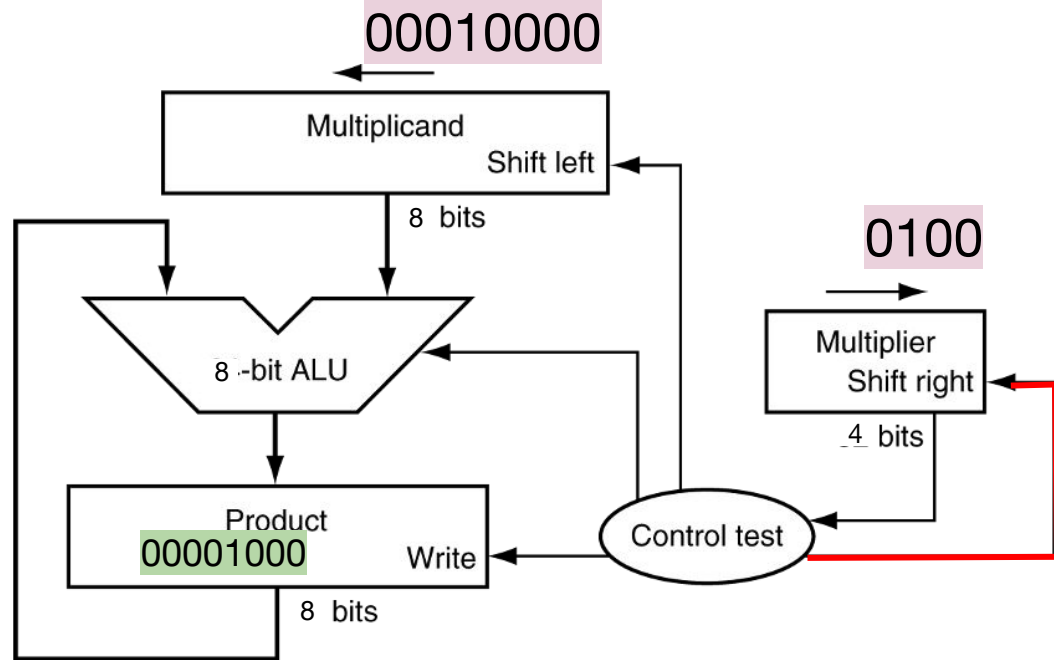 00010000
Multiplicand
Shift left
8 bits
0100
Multiplier
Shift right
4 bits
8 -bit ALU
Product
00001000
Write
Control test
8 bits